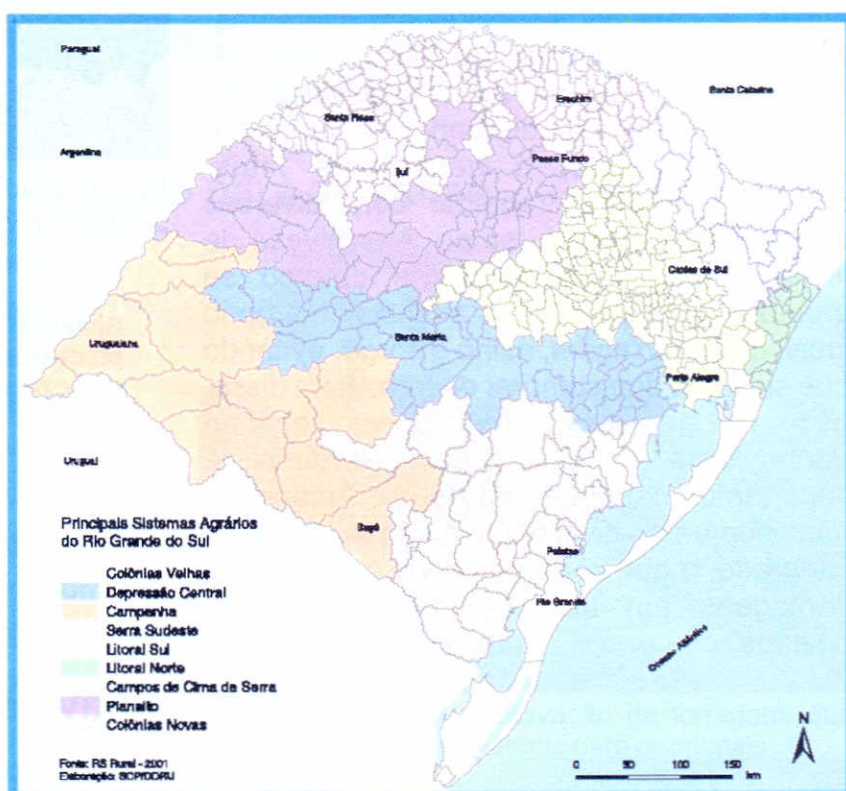 Paraguai
Santa Catarina
Erechim
Santa Rosa
Argentina
Passo Fundo
Ijuí
Caxias do Sul
Uruguaiana
Santa Maria
Porto Alegre
Uruguai
Bagé
Pelotas
Rio Grande
Oceano Atlântico
Principais Sistemas Agrários
do Rio Grande do Sul
Colônias Velhas
Depressão Central
Campanha
Serra Sudeste
Litoral Sul
Litoral Norte
Campos de Cima da Serra
Planalto
Colônias Novas
Fonte: RS Rural - 2001
Elaboração: SCP/DDRU
N
0 50 100 150
km